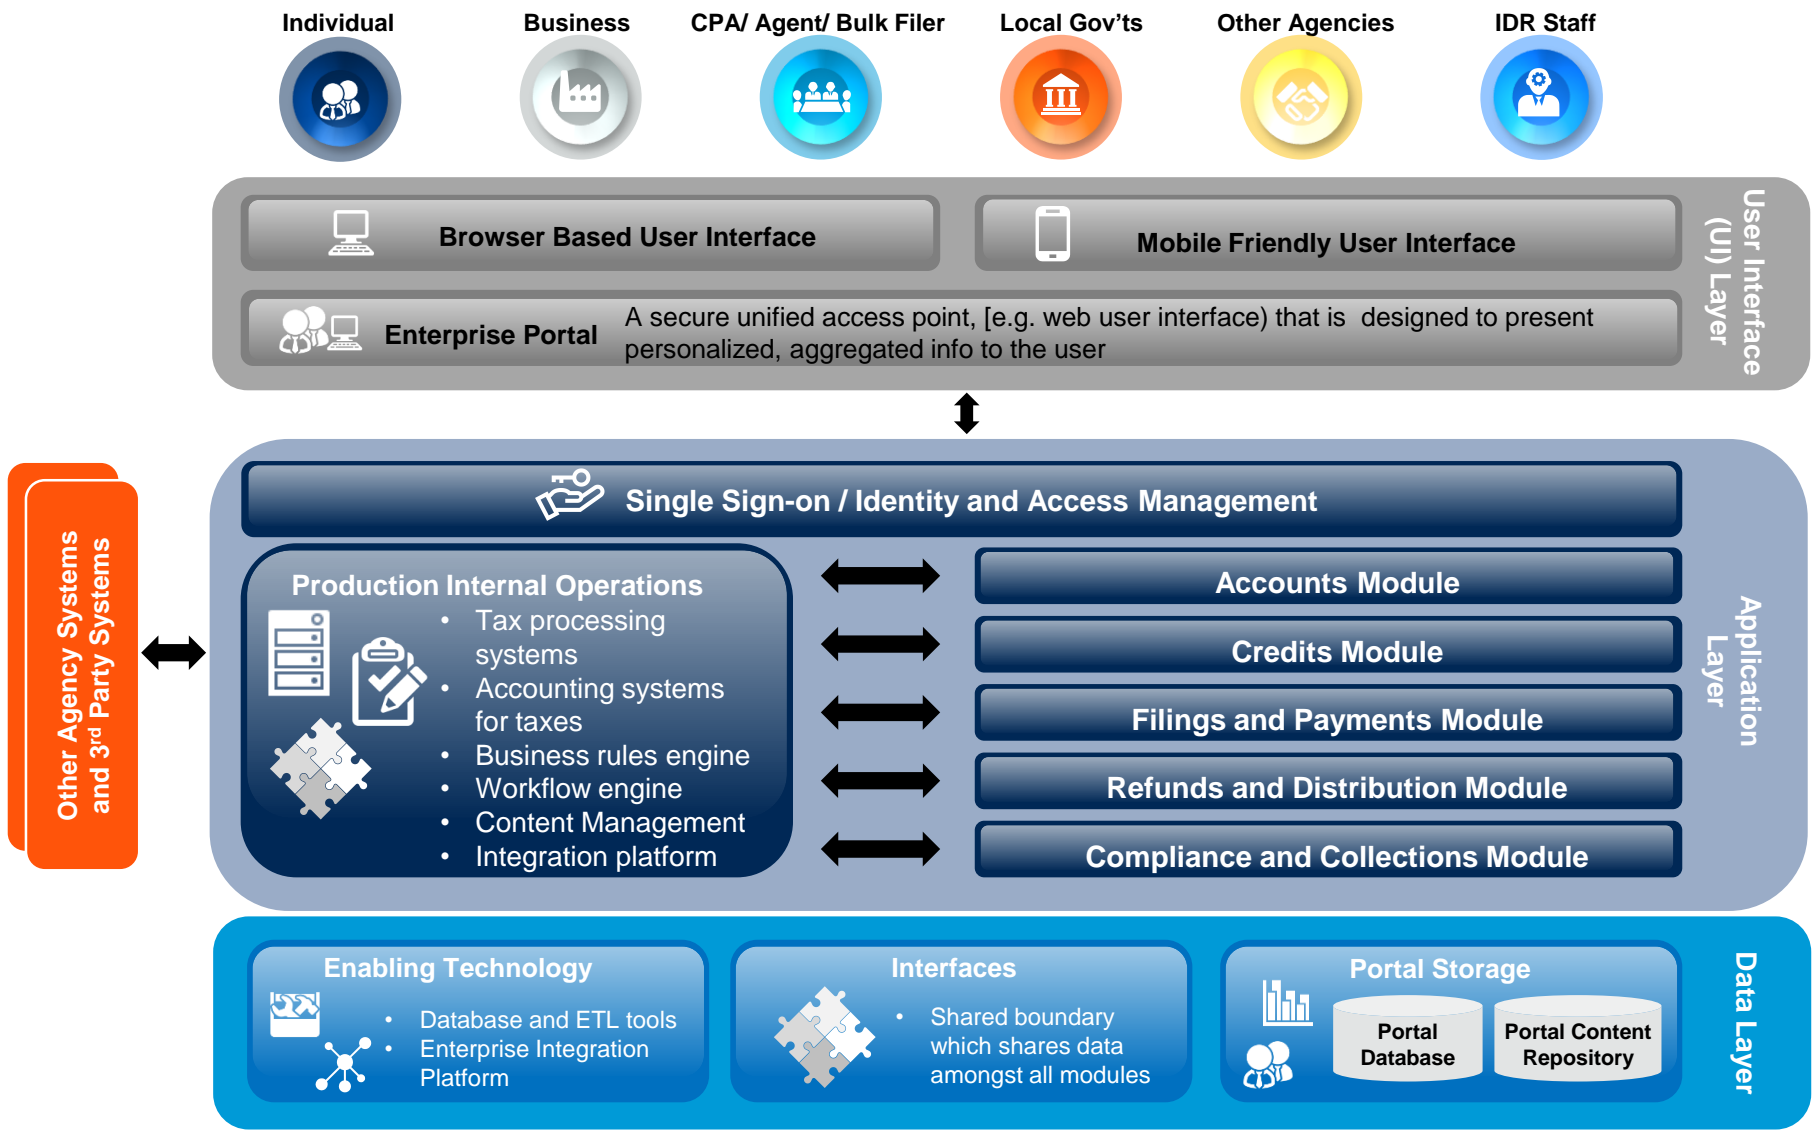 Individual
Business
CPA/ Agent/ Bulk Filer
Local Gov’ts
Other Agencies
IDR Staff
Browser Based User Interface
Mobile Friendly User Interface
Enterprise Portal
A secure unified access point, [e.g. web user interface) that is designed to present
personalized, aggregated info to the user
User Interface
(UI) Layer
Other Agency Systems
and 3rd Party Systems
Single Sign-on / Identity and Access Management
Production Internal Operations
• Tax processing
systems
• Accounting systems
for taxes
• Business rules engine
• Workflow engine
• Content Management
• Integration platform
Accounts Module
Credits Module
Filings and Payments Module
Refunds and Distribution Module
Compliance and Collections Module
Application
Layer
Enabling Technology
• Database and ETL tools
• Enterprise Integration
Platform
Interfaces
• Shared boundary
which shares data
amongst all modules
Portal Storage
Portal
Database
Portal Content
Repository
Data Layer